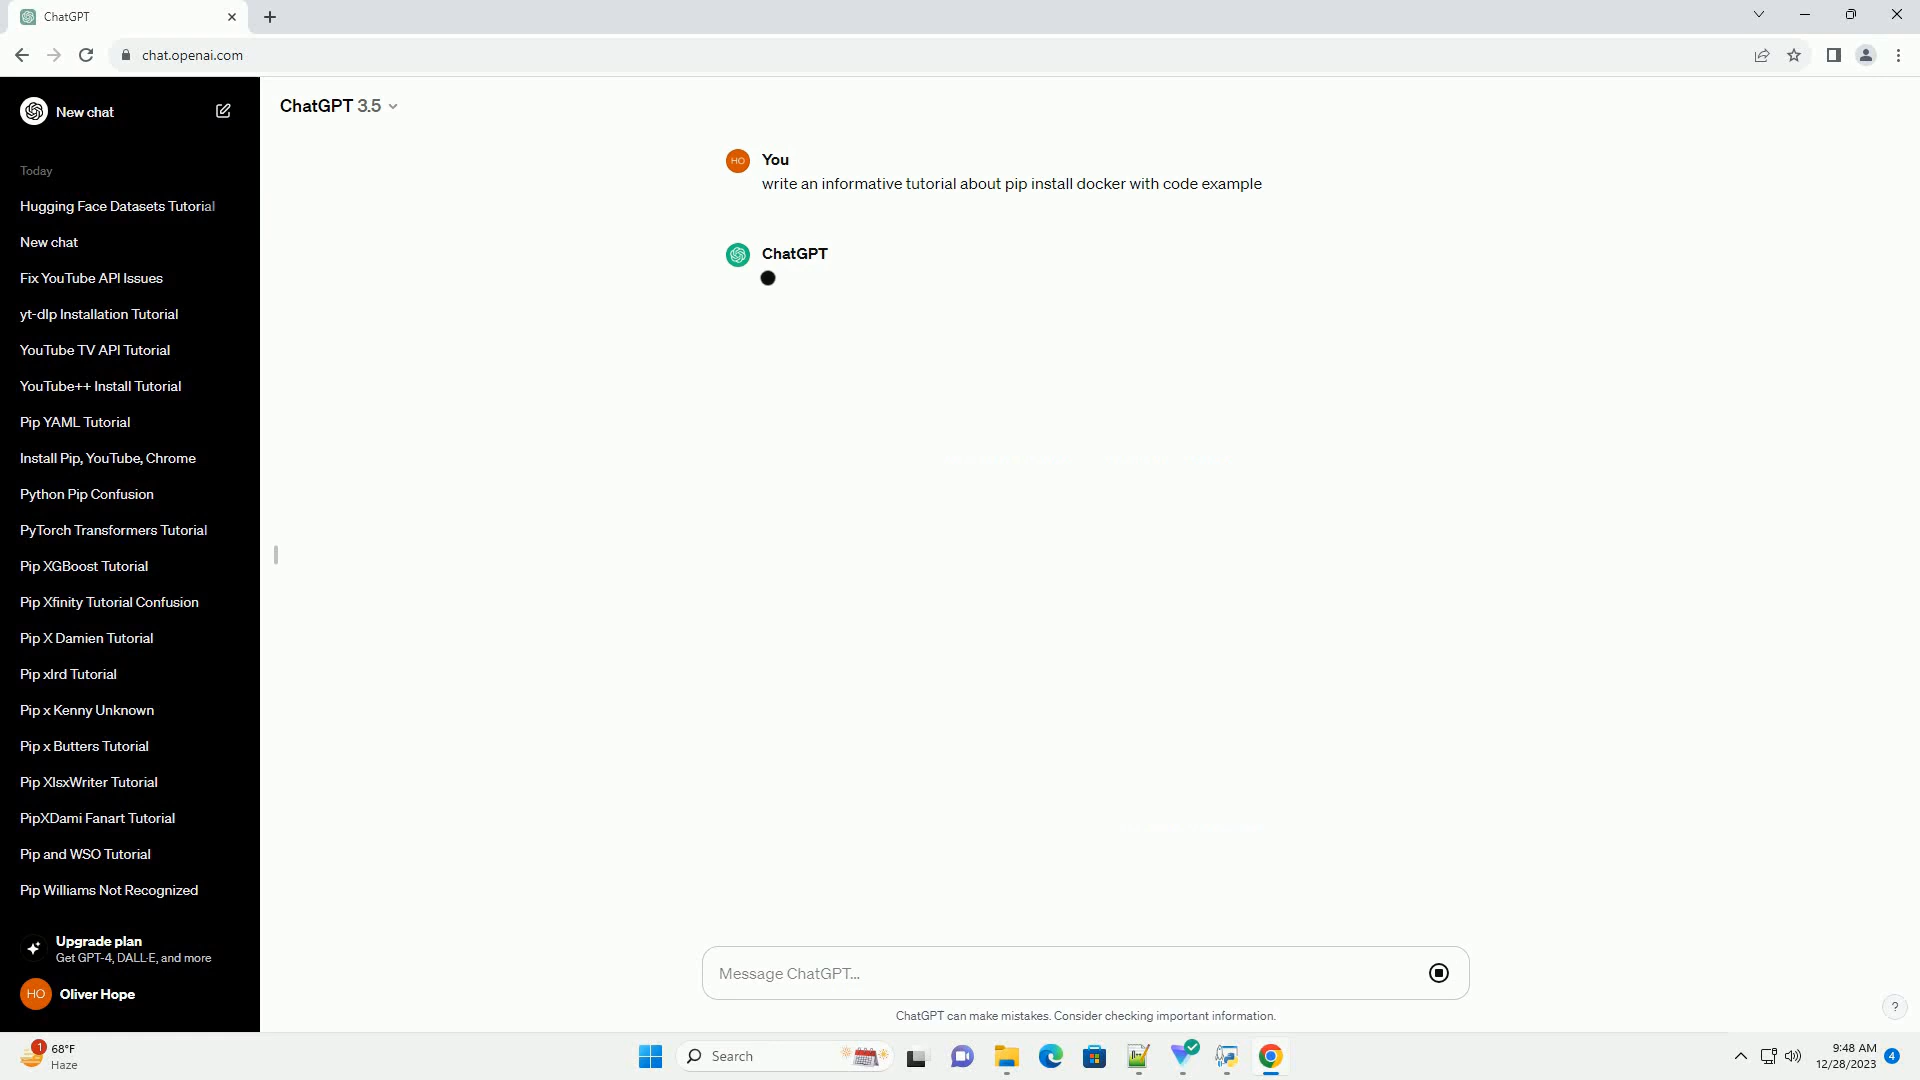 ChatGPT
chat.openai.com
New chat
Today
Hugging Face Datasets Tutorial
New chat
Fix YouTube API Issues
yt-dlp Installation Tutorial
YouTube TV API Tutorial
YouTube++ Install Tutorial
Pip YAML Tutorial
Install Pip, YouTube, Chrome
Python Pip Confusion
PyTorch Transformers Tutorial
Pip XGBoost Tutorial
Pip Xfinity Tutorial Confusion
Pip X Damien Tutorial
Pip xlrd Tutorial
Pip x Kenny Unknown
Pip x Butters Tutorial
Pip XlsxWriter Tutorial
PipXDami Fanart Tutorial
Pip and WSO Tutorial
Pip Williams Not Recognized
Upgrade plan
Get GPT-4, DALL·E, and more
HO Oliver Hope
ChatGPT 3.5
HO You
write an informative tutorial about pip install docker with code example
ChatGPT
Message ChatGPT...
ChatGPT can make mistakes. Consider checking important information.
?
1 68°F
Haze
Search
9:48 AM
12/28/2023 4